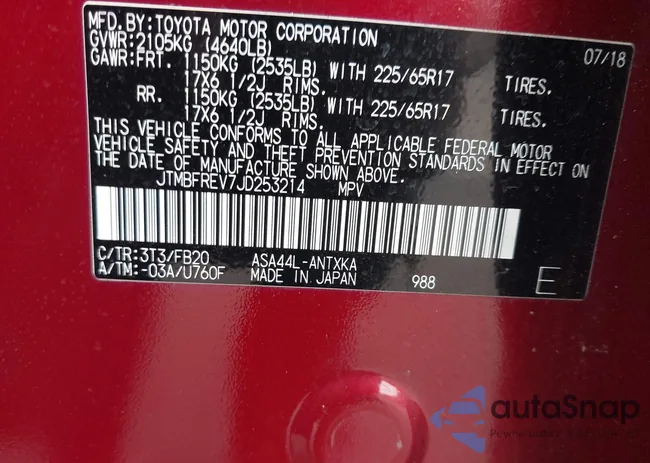 MFD.BY:TOYOTA MOTOR CORPORATION 07/18
GVWR:2105KG (4640LB)
GAWR:FRT. 1150KG (2535LB) WITH 225/65R17 TIRES.
17X6 1/2J RIMS.
RR. 1150KG (2535LB) WITH 225/65R17 TIRES.
17X6 1/2J RIMS.
THIS VEHICLE CONFORMS TO ALL APPLICABLE FEDERAL MOTOR
VEHICLE SAFETY AND THEFT PREVENTION STANDARDS IN EFFECT ON
THE DATE OF MANUFACTURE SHOWN ABOVE.
JTMBFREV7JD253214 MPV
C/TR:3T3/FB20 ASA44L-ANTXKA
A/TM:-03A/U760F MADE IN JAPAN 988 E
autaSnap